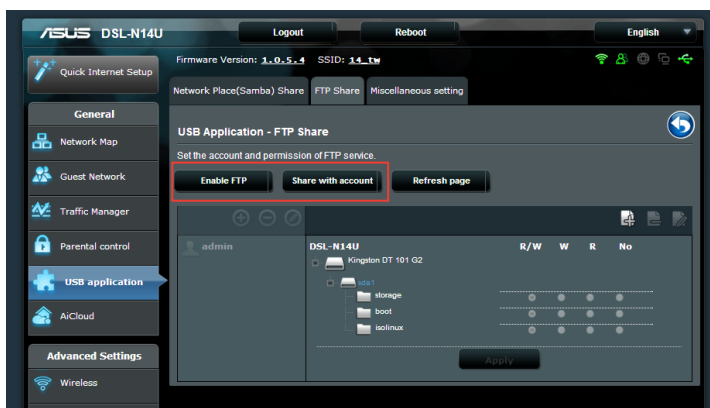 ASUS DSL-N14U Logout Reboot English
Quick Internet Setup
Firmware Version: 1.0.5.4 SSID: 14_tw
Network Place(Samba) Share FTP Share Miscellaneous setting
General
Network Map
Guest Network
Traffic Manager
Parental control
USB application
AiCloud
Advanced Settings
Wireless
USB Application - FTP Share
Set the account and permission of FTP service.
Enable FTP Share with account Refresh page
admin
DSL-N14U R/W W R No
Kingston DT 101 G2
sda1
storage
boot
isolinux
Apply